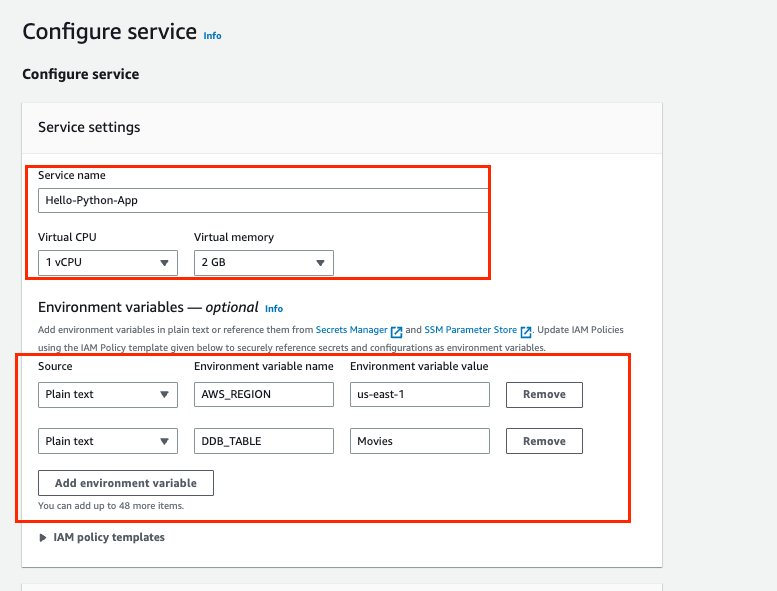 Configure service Info
Configure service
Service settings
Service name
Hello-Python-App
Virtual CPU Virtual memory
1 vCPU 2 GB
Environment variables — optional Info
Add environment variables in plain text or reference them from Secrets Manager and SSM Parameter Store. Update IAM Policies
using the IAM Policy template given below to securely reference secrets and configurations as environment variables.
Source Environment variable name Environment variable value
Plain text AWS_REGION us-east-1 Remove
Plain text DDB_TABLE Movies Remove
Add environment variable
You can add up to 48 more items.
IAM policy templates